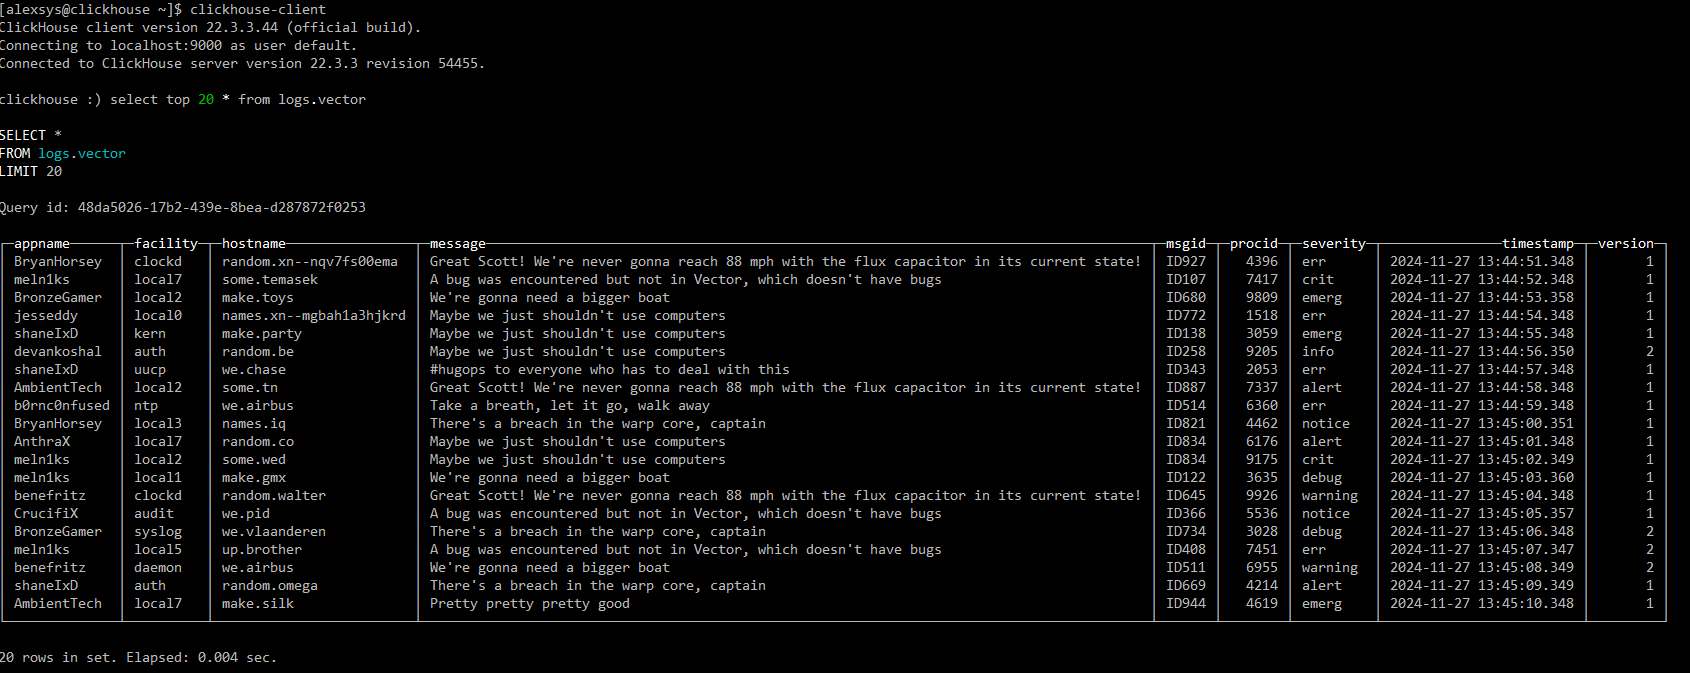 [alexsys@clickhouse ~]$ clickhouse-client
ClickHouse client version 22.3.3.44 (official build).
Connecting to localhost:9000 as user default.
Connected to ClickHouse server version 22.3.3 revision 54455.
clickhouse :) select top 20 * from logs.vector
SELECT *
FROM logs.vector
LIMIT 20
Query id: 48da5026-17b2-439e-8bea-d287872f0253
appname facility hostname message msgid procid severity timestamp version
BryanHorsey clockd random.xn--nqv7fs00ema Great Scott! We're never gonna reach 88 mph with the flux capacitor in its current state! ID927 4396 err 2024-11-27 13:44:51.348 1
meln1ks local7 some.temasek A bug was encountered but not in Vector, which doesn't have bugs ID107 7417 crit 2024-11-27 13:44:52.348 1
BronzeGamer local2 make.toys We're gonna need a bigger boat ID680 9809 emerg 2024-11-27 13:44:53.358 1
jesseddy local0 names.xn--mgbah1a3hjkrd Maybe we just shouldn't use computers ID772 1518 err 2024-11-27 13:44:54.348 1
shaneIxD kern make.party Maybe we just shouldn't use computers ID138 3059 emerg 2024-11-27 13:44:55.348 1
devankoshal auth random.be Maybe we just shouldn't use computers ID258 9205 info 2024-11-27 13:44:56.350 2
shaneIxD uucp we.chase #hugops to everyone who has to deal with this ID343 2053 err 2024-11-27 13:44:57.348 1
AmbientTech local2 some.tn Great Scott! We're never gonna reach 88 mph with the flux capacitor in its current state! ID887 7337 alert 2024-11-27 13:44:58.348 1
b0rnc0nfused ntp we.airbus Take a breath, let it go, walk away ID514 6360 err 2024-11-27 13:44:59.348 1
BryanHorsey local3 names.iq There's a breach in the warp core, captain ID821 4462 notice 2024-11-27 13:45:00.351 1
AnthraX local7 random.co Maybe we just shouldn't use computers ID834 6176 alert 2024-11-27 13:45:01.348 1
meln1ks local2 some.wed Maybe we just shouldn't use computers ID834 9175 crit 2024-11-27 13:45:02.349 1
meln1ks local1 make.gmx We're gonna need a bigger boat ID122 3635 debug 2024-11-27 13:45:03.360 1
benefritz clockd random.walter Great Scott! We're never gonna reach 88 mph with the flux capacitor in its current state! ID645 9926 warning 2024-11-27 13:45:04.348 1
CrucifiX audit we.pid A bug was encountered but not in Vector, which doesn't have bugs ID366 5536 notice 2024-11-27 13:45:05.357 1
BronzeGamer syslog we.vlaanderen There's a breach in the warp core, captain ID734 3028 debug 2024-11-27 13:45:06.348 2
meln1ks local5 up.brother A bug was encountered but not in Vector, which doesn't have bugs ID408 7451 err 2024-11-27 13:45:07.347 2
benefritz daemon we.airbus We're gonna need a bigger boat ID511 6955 warning 2024-11-27 13:45:08.349 2
shaneIxD auth random.omega There's a breach in the warp core, captain ID669 4214 alert 2024-11-27 13:45:09.349 1
AmbientTech local7 make.silk Pretty pretty pretty good ID944 4619 emerg 2024-11-27 13:45:10.348 1
20 rows in set. Elapsed: 0.004 sec.